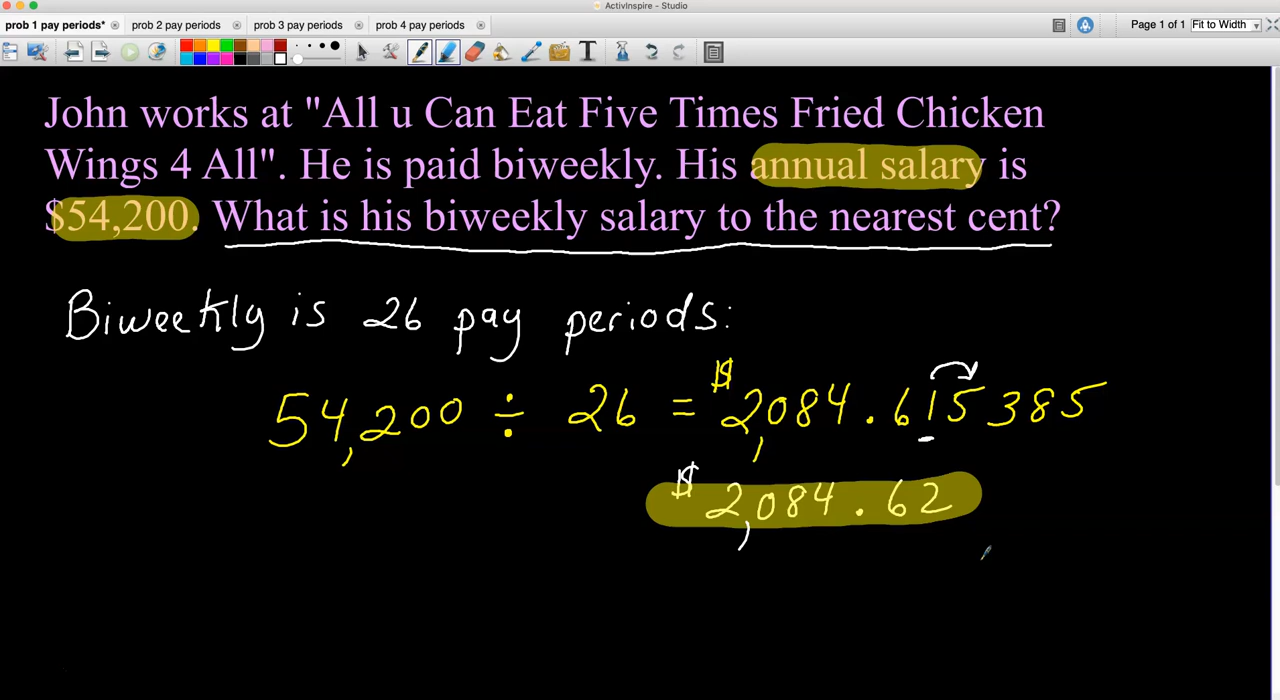 ActivInspire - Studio
prob 1 pay periods* prob 2 pay periods prob 3 pay periods prob 4 pay periods Page 1 of 1 Fit to Width
John works at "All u Can Eat Five Times Fried Chicken
Wings 4 All". He is paid biweekly. His annual salary is
$54,200. What is his biweekly salary to the nearest cent?
Biweekly is 26 pay periods:
54,200 ÷ 26 = $2,084.615385
$2,084.62